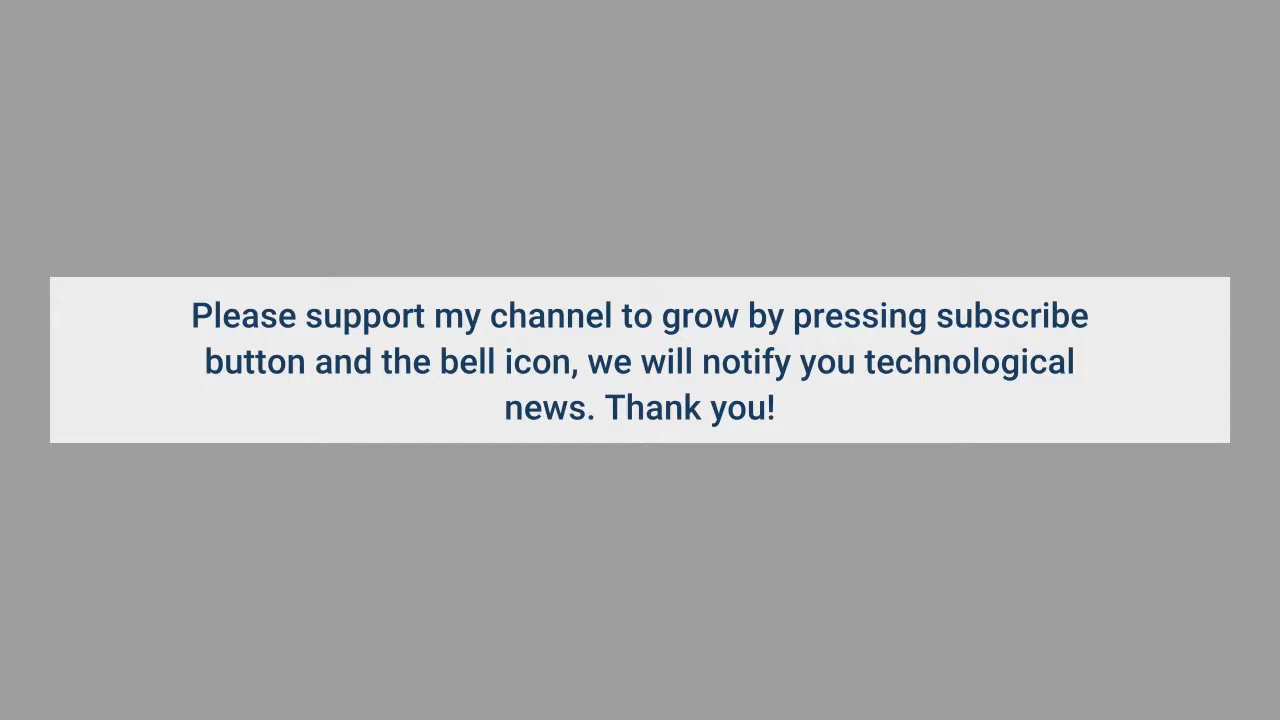 Please support my channel to grow by pressing subscribe
button and the bell icon, we will notify you technological
news. Thank you!